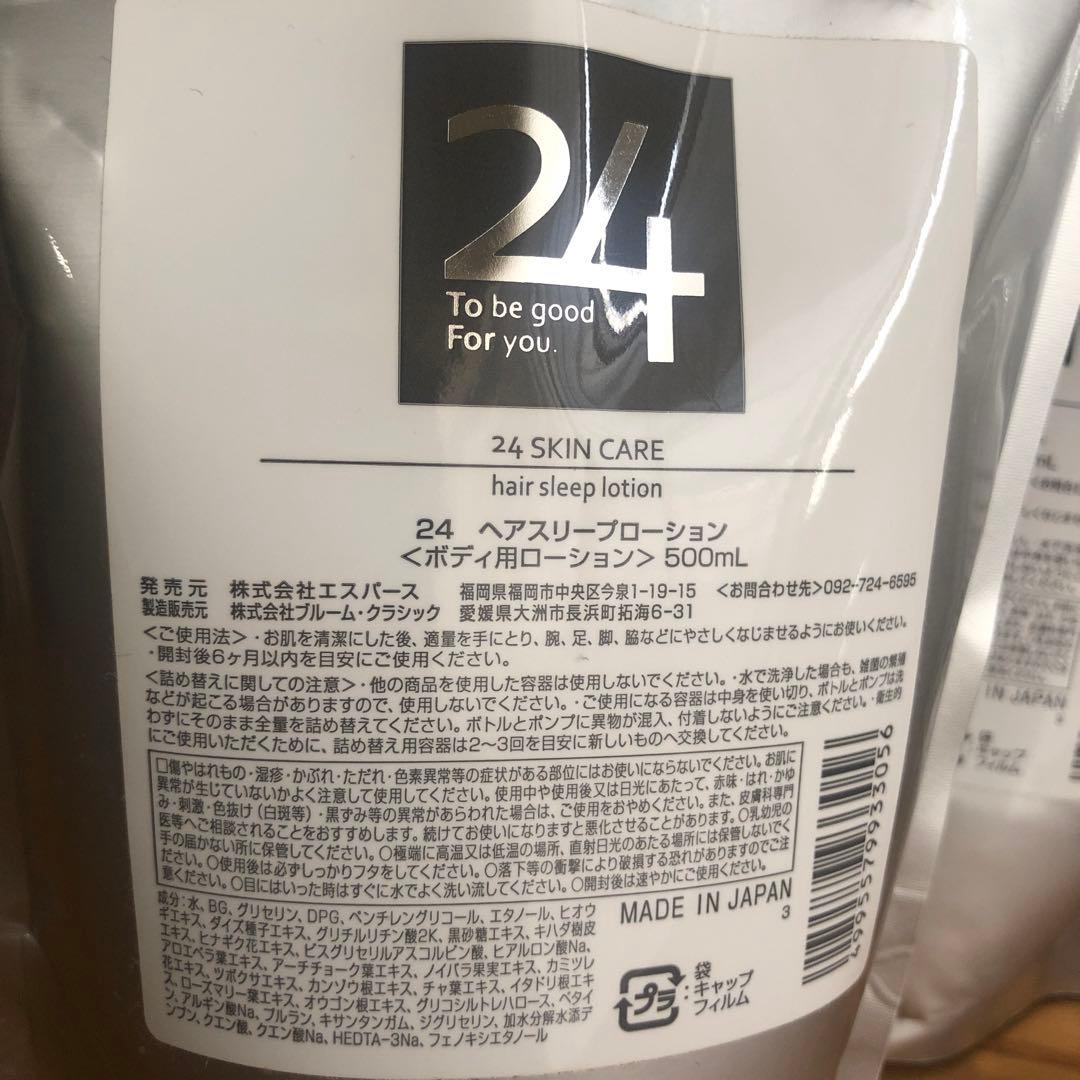 24
To be good
For you.
24 SKIN CARE
hair sleep lotion
24 ヘアスリープローション
＜ボディ用ローション＞ 500mL
発売元 株式会社エスパース 福岡県福岡市中央区今泉1-19-15 ＜お問合わせ先＞092-724-6595
製造販売元 株式会社ブルーム・クラシック 愛媛県大洲市長浜町拓海6-31
＜ご使用法＞・お肌を清潔にした後、適量を手にとり、腕、足、脚、脇などにやさしくなじませるようにお使いください。
・開封後6ヶ月以内を目安にご使用ください。
＜詰め替えに関しての注意＞・他の商品を使用した容器は使用しないでください。・水で洗浄した場合も、雑菌の繁殖
などが起こる場合がありますので、使用しないでください。・ご使用になる容器は中身を使い切り、ボトルとポンプは洗
わずにそのまま全量を詰め替えてください。ボトルとポンプに異物が混入、付着しないようにご注意ください。・衛生的
にご使用いただくために、詰め替え用容器は2～3回を目安に新しいものへ交換してください。
□傷やはれもの・湿疹・かぶれ・ただれ・色素異常等の症状がある部位にはお使いにならないでください。お肌に
異常が生じていないかよく注意して使用してください。使用中や使用後又は日光にあたって、赤味・はれ・かゆ
み・刺激・色抜け(白斑等)・黒ずみ等の異常があらわれた場合は、ご使用をおやめください。また、皮膚科専門
医等へご相談されることをおすすめします。続けてお使いになりますと悪化させることがあります。○乳幼児の
手の届かない所に保管してください。○極端に高温又は低温の場所、直射日光のあたる場所には保管しないでく
ださい。○使用後は必ずしっかりフタをしてください。○落下等の衝撃により破損する恐れがありますのでご注
意ください。○目にはいった時はすぐに水でよく洗い流してください。○開封後は速やかにご使用ください。
成分：水、BG、グリセリン、DPG、ペンチレングリコール、エタノール、ヒオウ
ギエキス、ダイズ種子エキス、グリチルリチン酸2K、黒砂糖エキス、キハダ樹皮
エキス、ヒナギク花エキス、ビスグリセリルアスコルビン酸、ヒアルロン酸Na、
アロエベラ葉エキス、アーチチョーク葉エキス、ノイバラ果実エキス、カミツレ
花エキス、ツボクサエキス、カンゾウ根エキス、チャ葉エキス、イタドリ根エキ
ス、ローズマリー葉エキス、オウゴン根エキス、グリコシルトレハロース、ベタイ
ン、アルギン酸Na、プルラン、キサンタンガム、ジグリセリン、加水分解水添デ
ンプン、クエン酸、クエン酸Na、HEDTA-3Na、フェノキシエタノール
MADE IN JAPAN
3
プラ
：袋
：キャップ
フィルム
4995579933056
IN JAPAN
キャップ
フィルム